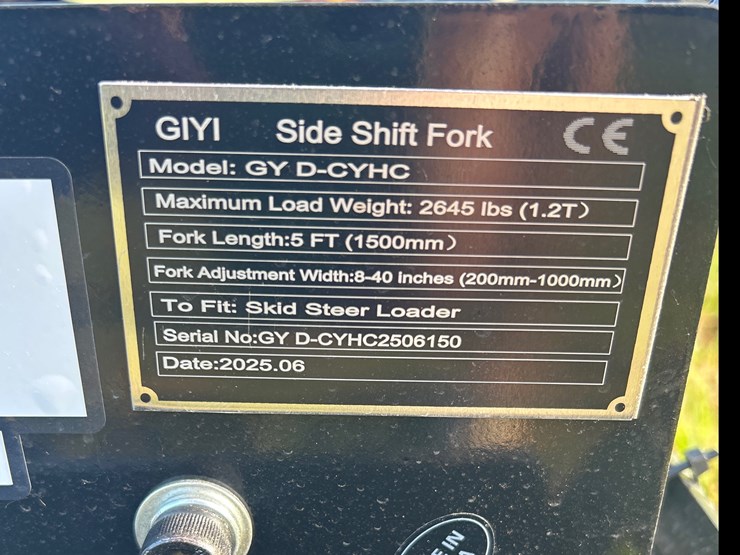 GIYI Side Shift Fork CE
Model: GY D-CYHC
Maximum Load Weight: 2645 lbs (1.2T)
Fork Length:5 FT (1500mm)
Fork Adjustment Width:8-40 inches (200mm-1000mm)
To Fit: Skid Steer Loader
Serial No:GY D-CYHC2506150
Date:2025.06
IN